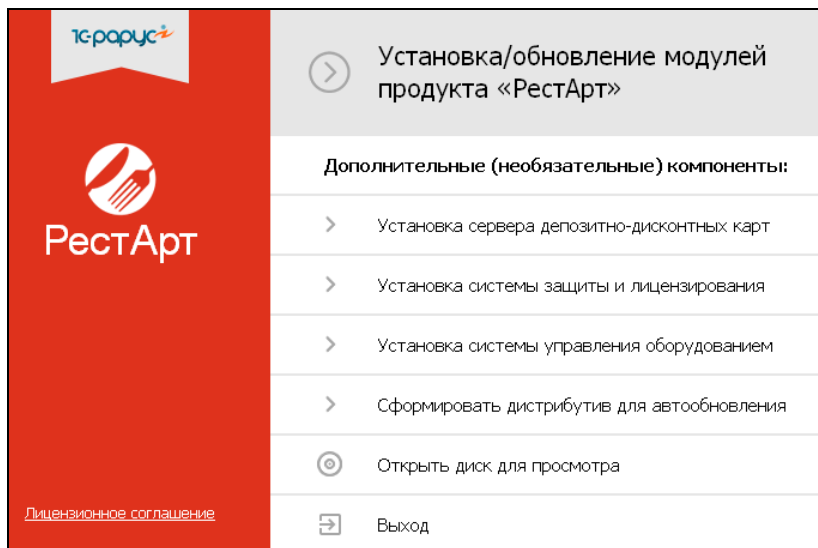 1С-рарус
РестАрт
Лицензионное соглашение
Установка/обновление модулей
продукта «РестАрт»
Дополнительные (необязательные) компоненты:
Установка сервера депозитно-дисконтных карт
Установка системы защиты и лицензирования
Установка системы управления оборудованием
Сформировать дистрибутив для автообновления
Открыть диск для просмотра
Выход